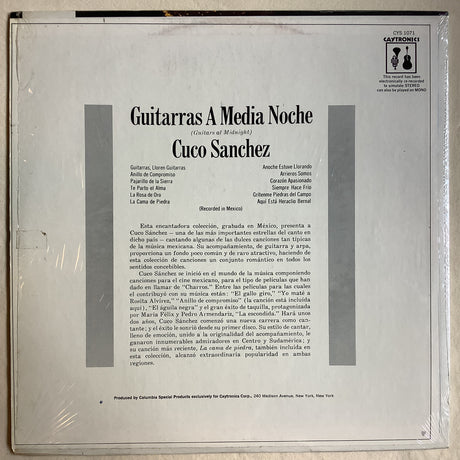 CYS 1071
CAYTRONICS
This record has been
electronically re-corded
to simulate STEREO
can also be played on MONO
Guitarras A Media Noche
(Guitars at Midnight)
Cuco Sanchez
Guitarras, Lloren Guitarras
Anillo de Compromiso
Pajarillo de la Sierra
Te Parto el Alma
La Rosa de Oro
La Cama de Piedra
Anoche Estuve Llorando
Arrieros Somos
Corazón Apasionado
Siempre Hace Frío
Gritenme Piedras del Campo
Aquí Está Heraclio Bernal
(Recorded in Mexico)
Esta encantadora colección, grabada en México, presenta a
Cuco Sánchez — una de las más importantes estrellas del canto en
dicho país — cantando algunas de las dulces canciones tan típicas
de la música mexicana. Su acompañamiento, de guitarra y arpa,
proporciona un fondo poco común y de raro atractivo, haciendo de
esta colección de canciones un conjunto romántico en todos los
sentidos concebibles.
Cuco Sánchez se inició en el mundo de la música componiendo
canciones para el cine mexicano, para el tipo de películas que han
dado en llamar de "Charros." Entre las películas para las cuales
el contribuyó con su música están: "El gallo giro," "Yo maté a
Rosita Alvírez," "Anillo de compromiso" (la canción está incluida
aquí), "El águila negra" y el gran éxito de taquilla, protagonizada
por María Félix y Pedro Armendariz, "La escondida." Hará unos
dos años, Cuco Sánchez comenzó una nueva carrera como can-
tante; y el éxito le sonrió desde su primer disco. Su estilo de cantar,
lleno de emoción, unido a la originalidad del acompañamiento, le
ganaron innumerables admiradores en Centro y Sudamérica; y
su canción más reciente, La cama de piedra, también incluida en
esta colección, alcanzó extraordinaria popularidad en ambas
regiones.
Produced by Columbia Special Products exclusively for Caytronics Corp., 240 Madison Avenue, New York, New York